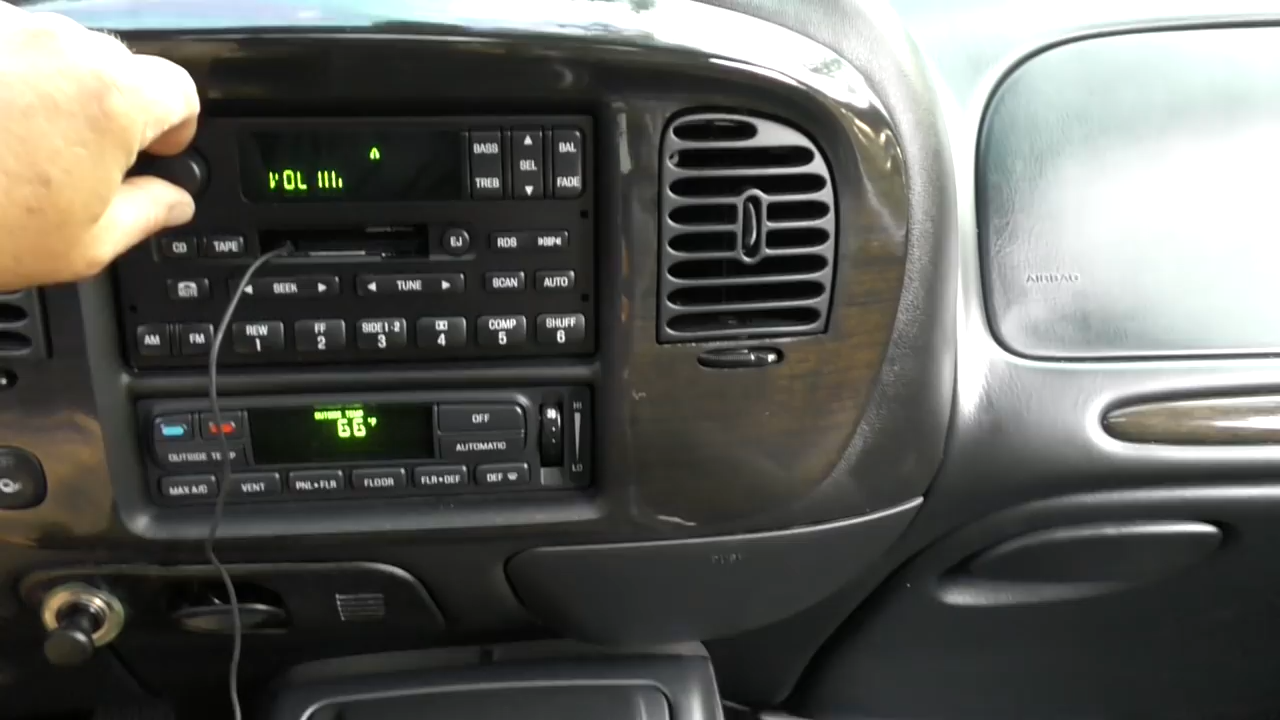 BASS
SEL
BAL
TREB
FADE
VOL
CD
TAPE
EJ
RDS
SEEK
TUNE
SCAN
AUTO
AM
FM
REW
1
FF
2
SIDE 1-2
3
4
COMP
5
SHUFF
6
OUTSIDE TEMP
66 °F
OFF
AUTOMATIC
HI
LO
OUTSIDE TEMP
MAX A/C
VENT
PNL•FLR
FLOOR
FLR•DEF
DEF
AIRBAG